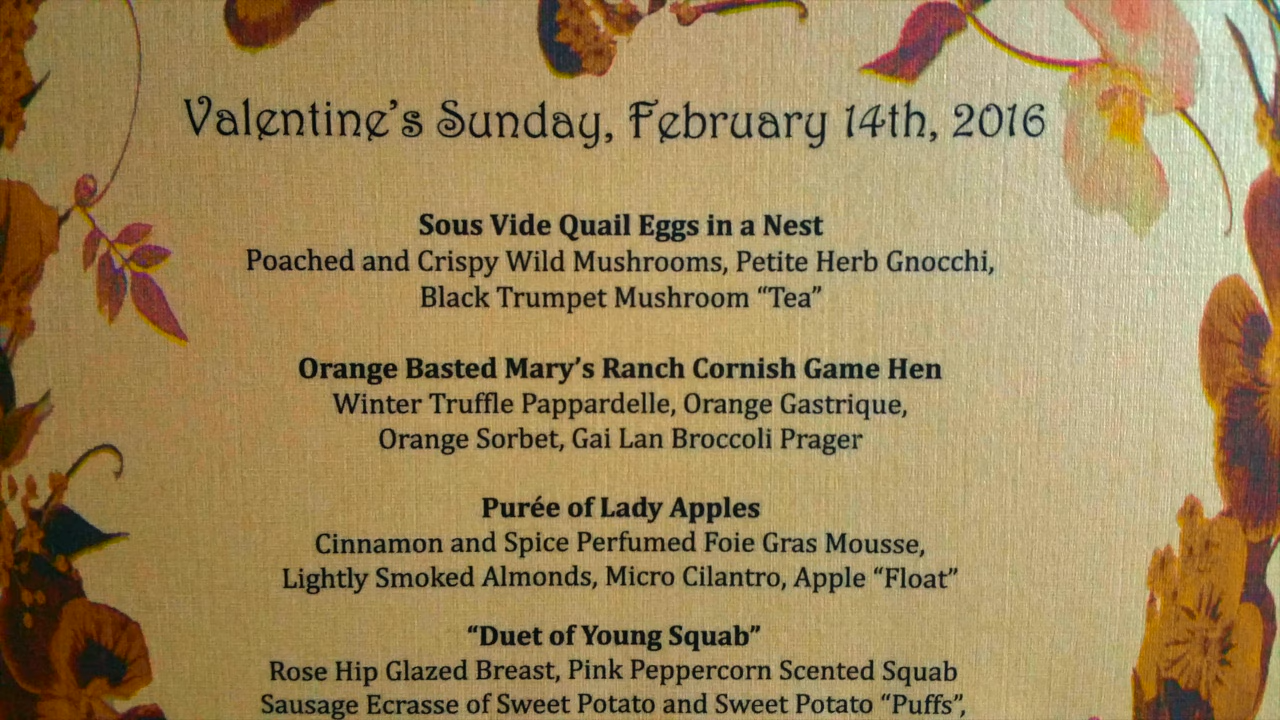 Valentine's Sunday, February 14th, 2016
Sous Vide Quail Eggs in a Nest
Poached and Crispy Wild Mushrooms, Petite Herb Gnocchi,
Black Trumpet Mushroom “Tea”
Orange Basted Mary’s Ranch Cornish Game Hen
Winter Truffle Pappardelle, Orange Gastrique,
Orange Sorbet, Gai Lan Broccoli Prager
Purée of Lady Apples
Cinnamon and Spice Perfumed Foie Gras Mousse,
Lightly Smoked Almonds, Micro Cilantro, Apple “Float”
“Duet of Young Squab”
Rose Hip Glazed Breast, Pink Peppercorn Scented Squab
Sausage Ecrasse of Sweet Potato and Sweet Potato “Puffs”,